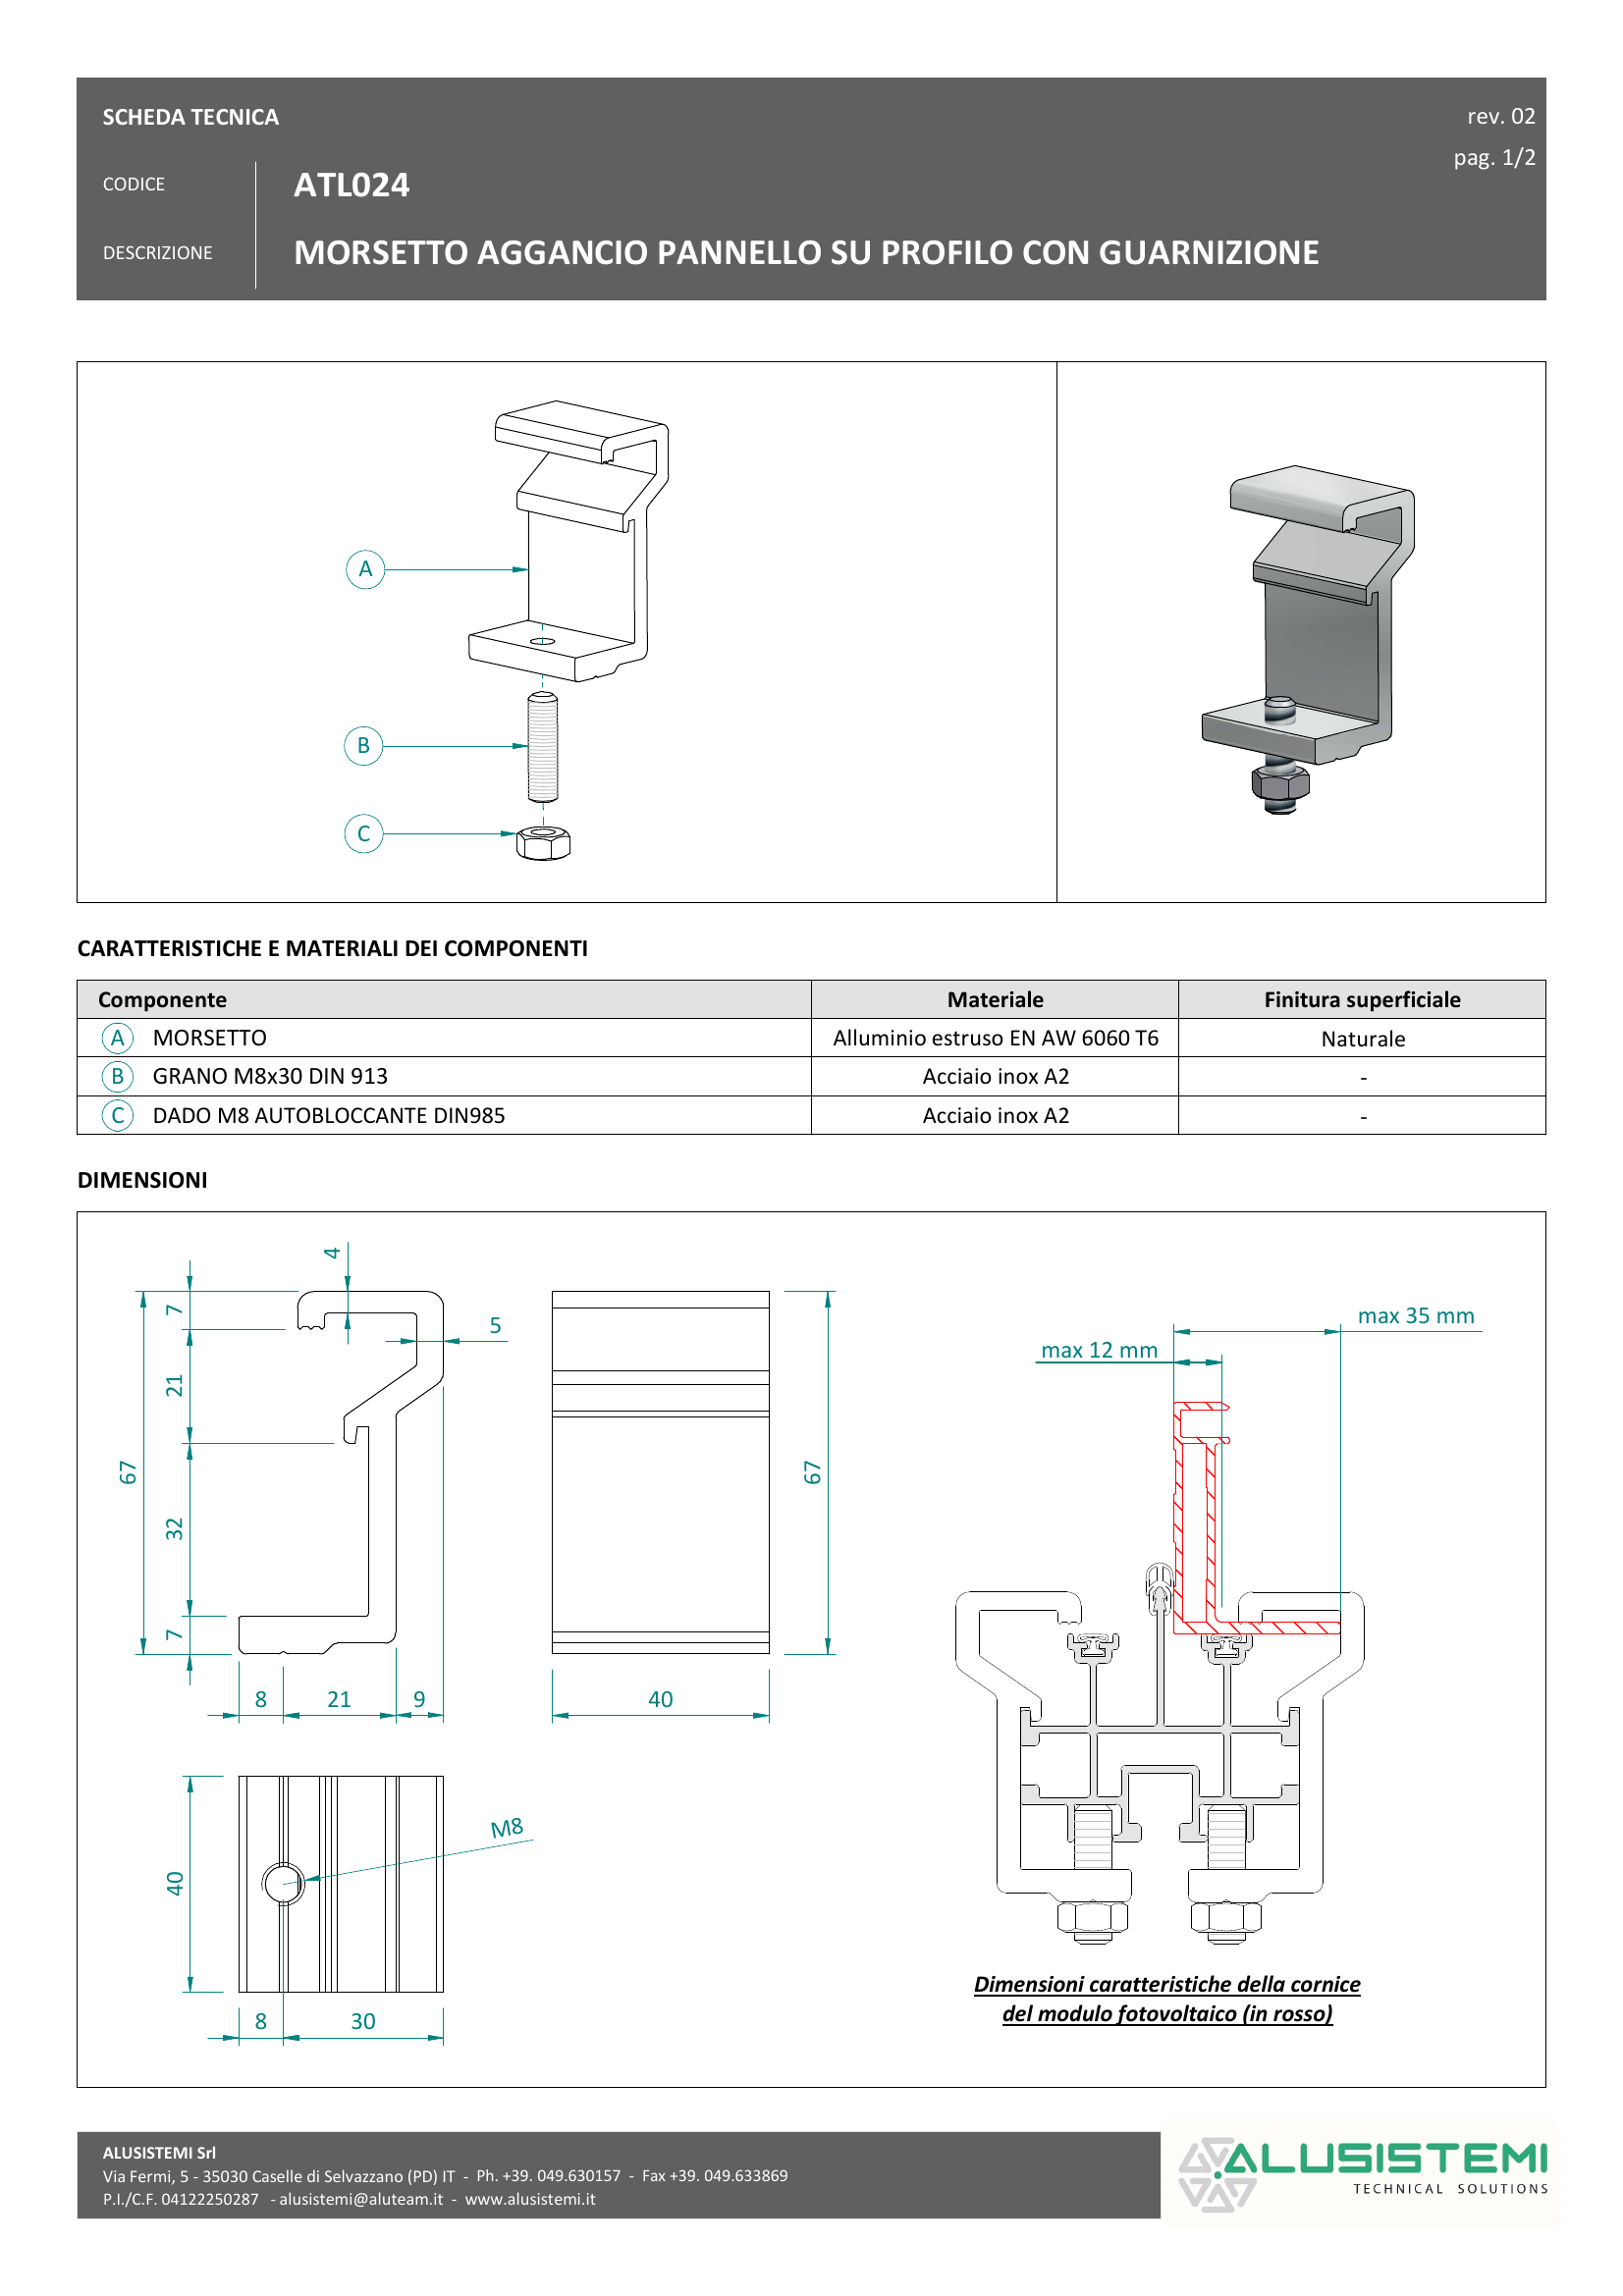 SCHEDA TECNICA
rev. 02
pag. 1/2
CODICE
ATL024
DESCRIZIONE
MORSETTO AGGANCIO PANNELLO SU PROFILO CON GUARNIZIONE
A
B
C
CARATTERISTICHE E MATERIALI DEI COMPONENTI
Componente Materiale Finitura superficiale
A MORSETTO Alluminio estruso EN AW 6060 T6 Naturale
B GRANO M8x30 DIN 913 Acciaio inox A2 -
C DADO M8 AUTOBLOCCANTE DIN985 Acciaio inox A2 -
DIMENSIONI
4
7
5
21
67
32
7
8 21 9
67
40
max 35 mm
max 12 mm
M8
40
8 30
Dimensioni caratteristiche della cornice
del modulo fotovoltaico (in rosso)
ALUSISTEMI Srl
Via Fermi, 5 - 35030 Caselle di Selvazzano (PD) IT - Ph. +39. 049.630157 - Fax +39. 049.633869
P.I./C.F. 04122250287 - alusistemi@aluteam.it - www.alusistemi.it
ALUSISTEMI
TECHNICAL SOLUTIONS